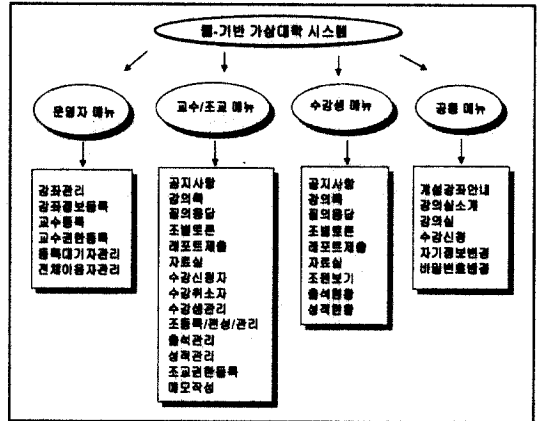 웹-기반 가상대학 시스템
운영자 메뉴
교수/조교 메뉴
수강생 메뉴
공통 메뉴
강좌관리
강좌정보등록
교수등록
교수권한등록
등록대기자관리
전체이용자관리
공지사항
강의록
질의응답
조별토론
레포트제출
자료실
수강신청자
수강취소자
수강생관리
조등록/편성/관리
출석관리
성적관리
조교권한등록
메모작성
공지사항
강의록
질의응답
조별토론
레포트제출
자료실
조원보기
출석현황
성적현황
개설강좌안내
강의실소개
강의실
수강신청
자기정보변경
비밀번호변경